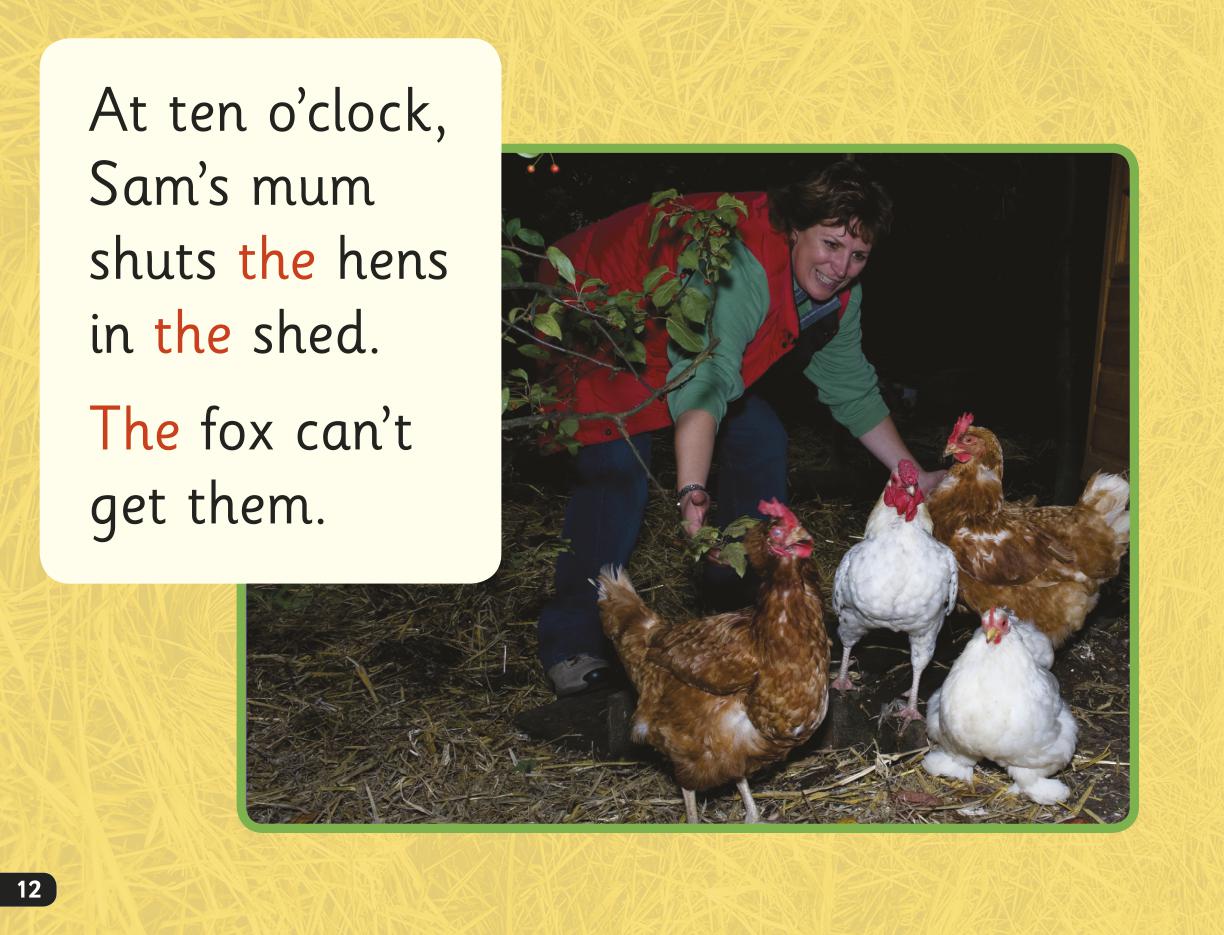 At ten o’clock,
Sam’s mum
shuts the hens
in the shed.
The fox can’t
get them.
12